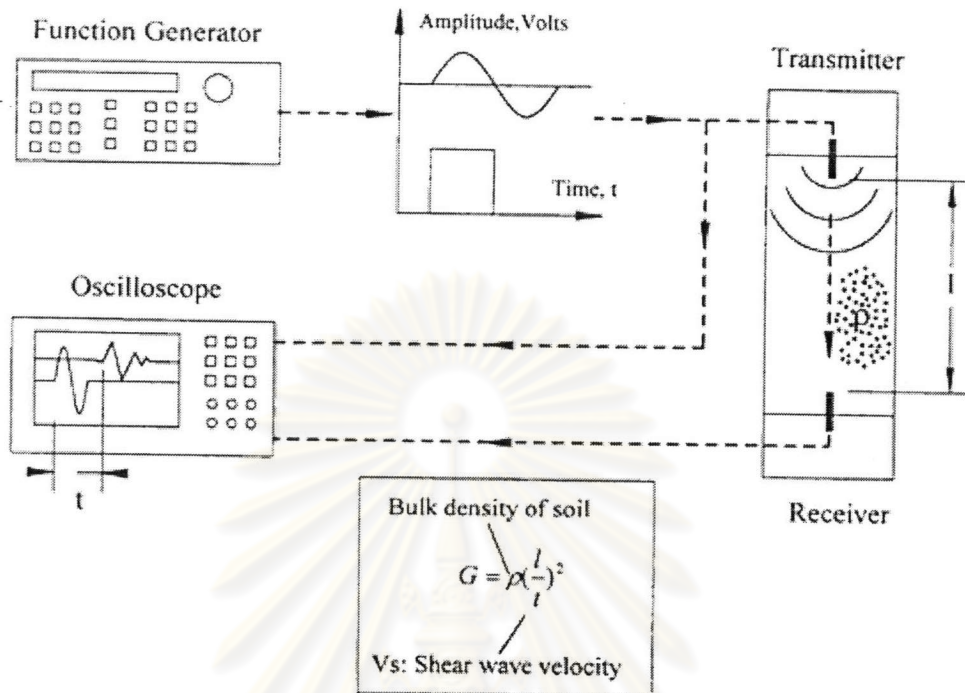 Function Generator
Amplitude, Volts
Time, t
Transmitter
l
ρ
Receiver
Oscilloscope
t
Bulk density of soil
G = ρ(l/t)²
Vs: Shear wave velocity